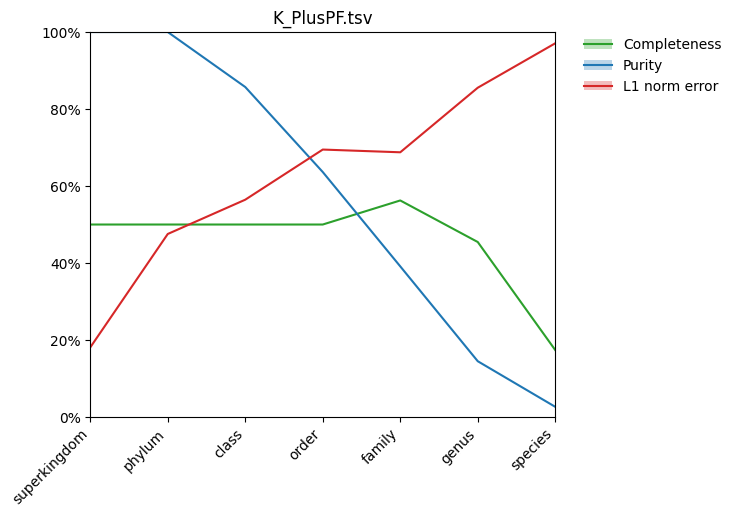 K_PlusPF.tsv
100%
80%
60%
40%
20%
0%
superkingdom
phylum
class
order
family
genus
species
Completeness
Purity
L1 norm error